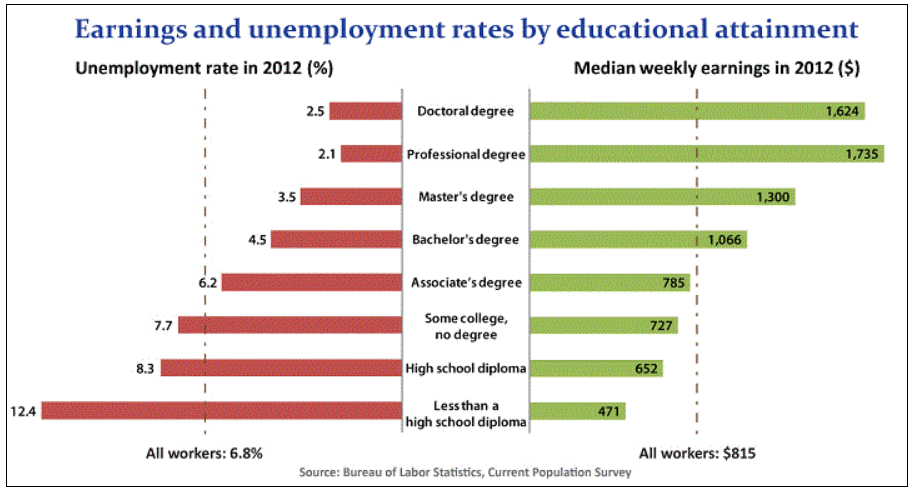 Earnings and unemployment rates by educational attainment
Unemployment rate in 2012 (%)
Median weekly earnings in 2012 ($)
2.5 Doctoral degree 1,624
2.1 Professional degree 1,735
3.5 Master's degree 1,300
4.5 Bachelor's degree 1,066
6.2 Associate's degree 785
7.7 Some college,
no degree 727
8.3 High school diploma 652
12.4 Less than a
high school diploma 471
All workers: 6.8%
All workers: $815
Source: Bureau of Labor Statistics, Current Population Survey